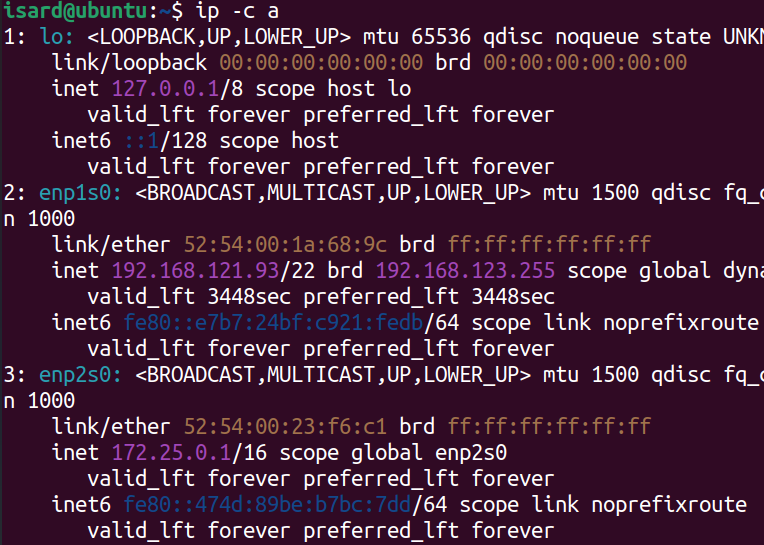 isard@ubuntu:~$ ip -c a
1: lo: <LOOPBACK,UP,LOWER_UP> mtu 65536 qdisc noqueue state UNKN
link/loopback 00:00:00:00:00:00 brd 00:00:00:00:00:00
inet 127.0.0.1/8 scope host lo
valid_lft forever preferred_lft forever
inet6 ::1/128 scope host
valid_lft forever preferred_lft forever
2: enp1s0: <BROADCAST,MULTICAST,UP,LOWER_UP> mtu 1500 qdisc fq_c
n 1000
link/ether 52:54:00:1a:68:9c brd ff:ff:ff:ff:ff:ff
inet 192.168.121.93/22 brd 192.168.123.255 scope global dyna
valid_lft 3448sec preferred_lft 3448sec
inet6 fe80::e7b7:24bf:c921:fedb/64 scope link noprefixroute
valid_lft forever preferred_lft forever
3: enp2s0: <BROADCAST,MULTICAST,UP,LOWER_UP> mtu 1500 qdisc fq_c
n 1000
link/ether 52:54:00:23:f6:c1 brd ff:ff:ff:ff:ff:ff
inet 172.25.0.1/16 scope global enp2s0
valid_lft forever preferred_lft forever
inet6 fe80::474d:89be:b7bc:7dd/64 scope link noprefixroute
valid_lft forever preferred_lft forever